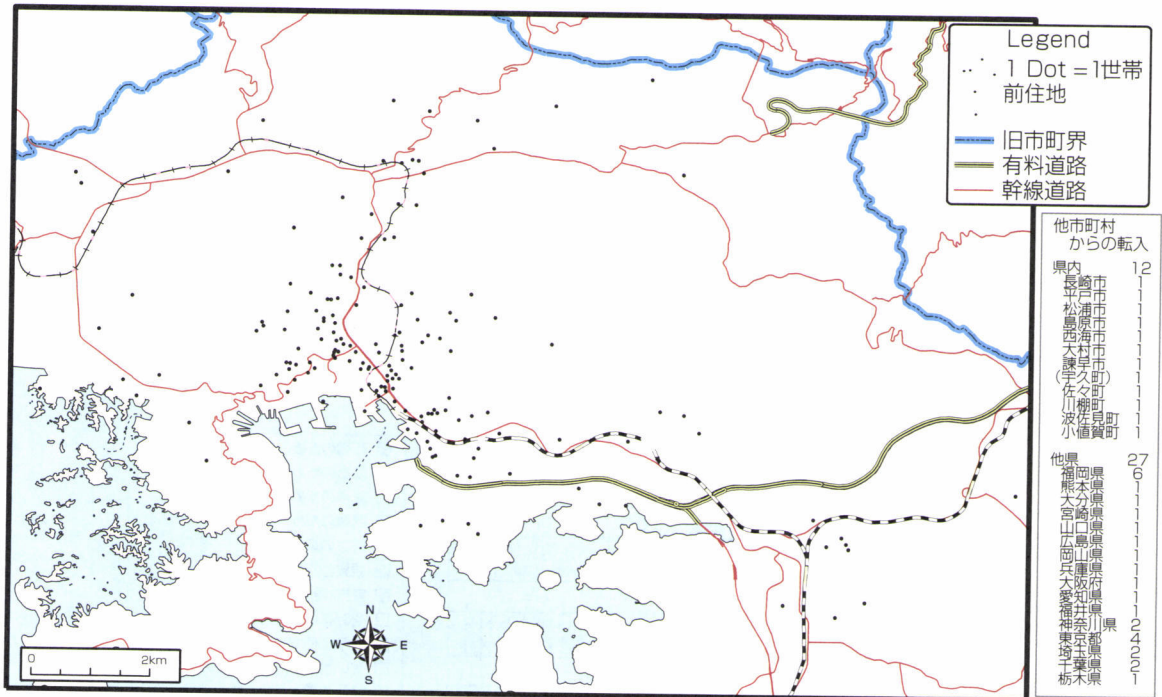 Legend
1 Dot = 1世帯
前住地
旧市町界
有料道路
幹線道路
他市町村
からの転入
県内 12
長崎市 1
平戸市 1
松浦市 1
島原市 1
西海市 1
大村市 1
諫早市 1
(宇久町) 1
佐々町 1
川棚町 1
波佐見町 1
小値賀町 1
他県 27
福岡県 6
熊本県 1
大分県 1
宮崎県 1
山口県 1
広島県 1
岡山県 1
兵庫県 1
大阪府 1
愛知県 1
福井県 1
神奈川県 2
東京都 4
埼玉県 2
千葉県 2
栃木県 1
N
W E
S
0 2km